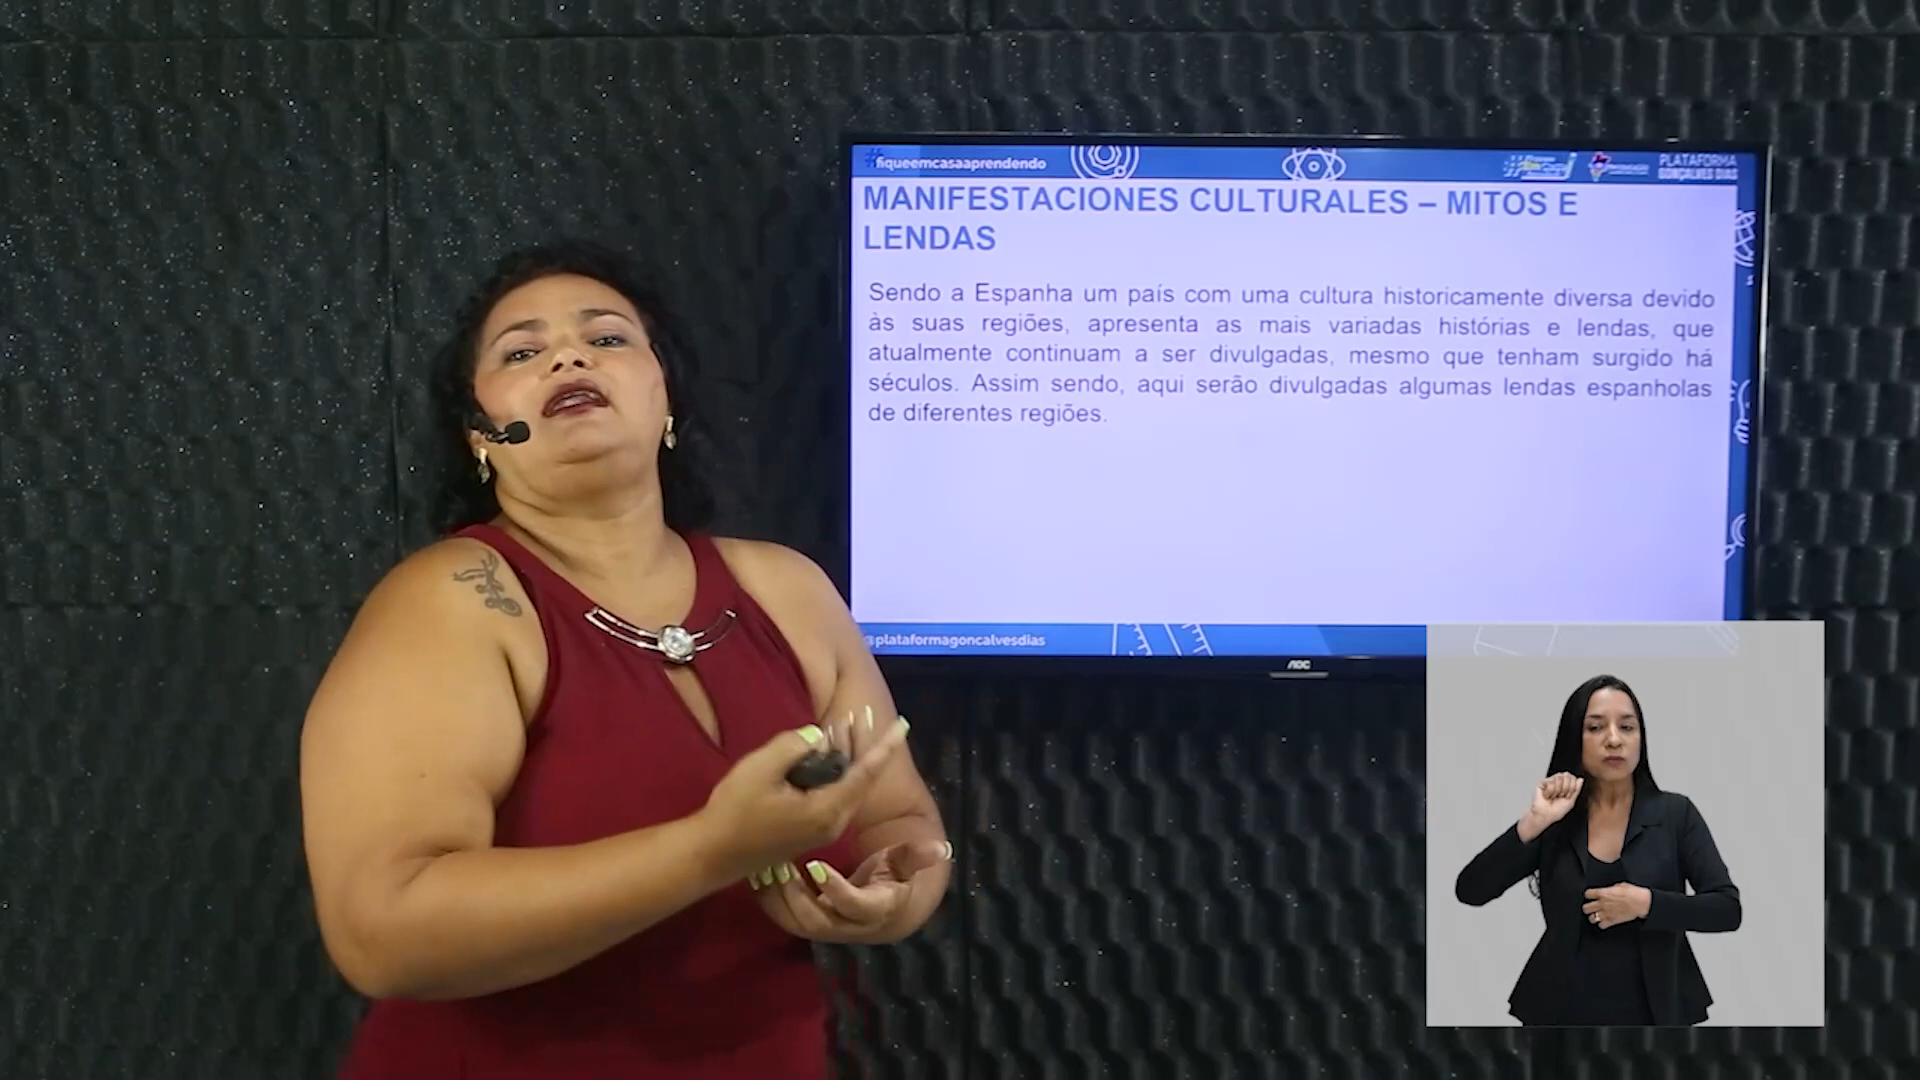 #fiqueemcasaaprendendo
PLATAFORMA
GONÇALVES DIAS
MANIFESTACIONES CULTURALES – MITOS E
LENDAS
Sendo a Espanha um país com uma cultura historicamente diversa devido
às suas regiões, apresenta as mais variadas histórias e lendas, que
atualmente continuam a ser divulgadas, mesmo que tenham surgido há
séculos. Assim sendo, aqui serão divulgadas algumas lendas espanholas
de diferentes regiões.
@plataformagoncalvesdias
AOC